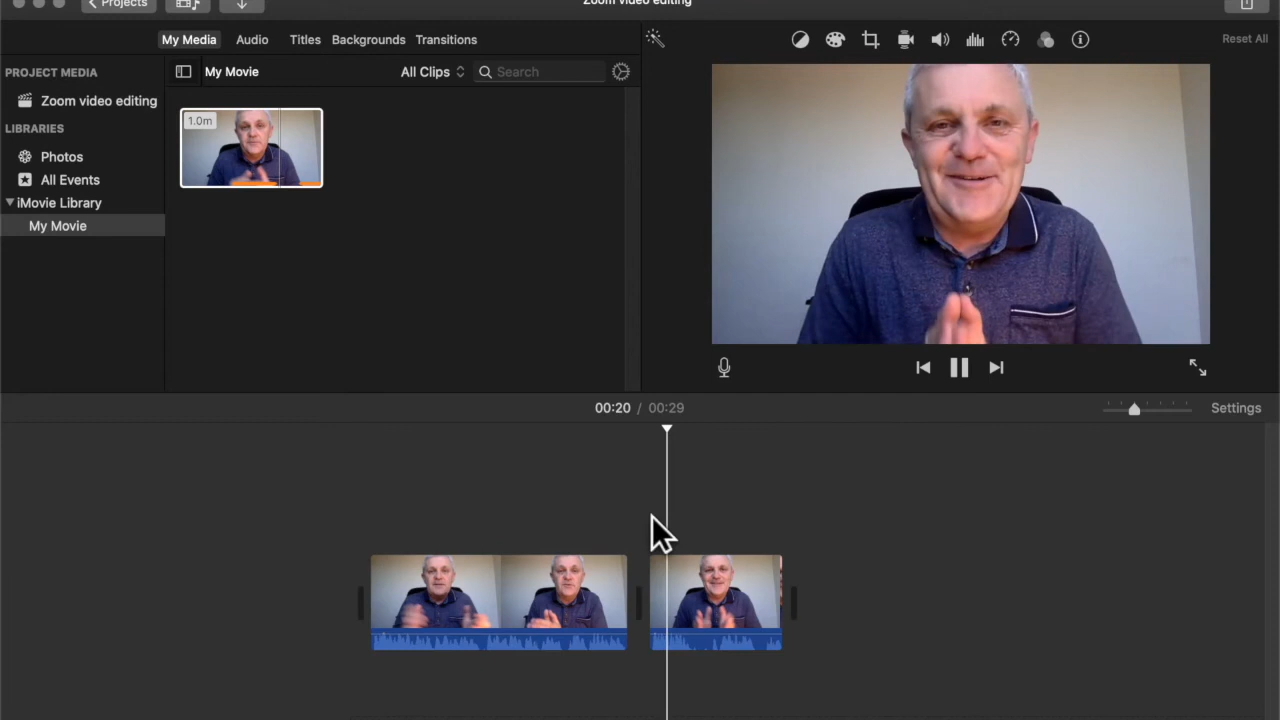 Zoom video editing
Projects
My Media Audio Titles Backgrounds Transitions
Reset All
PROJECT MEDIA
Zoom video editing
LIBRARIES
Photos
All Events
iMovie Library
My Movie
My Movie All Clips Search
1.0m
00:20 / 00:29 Settings